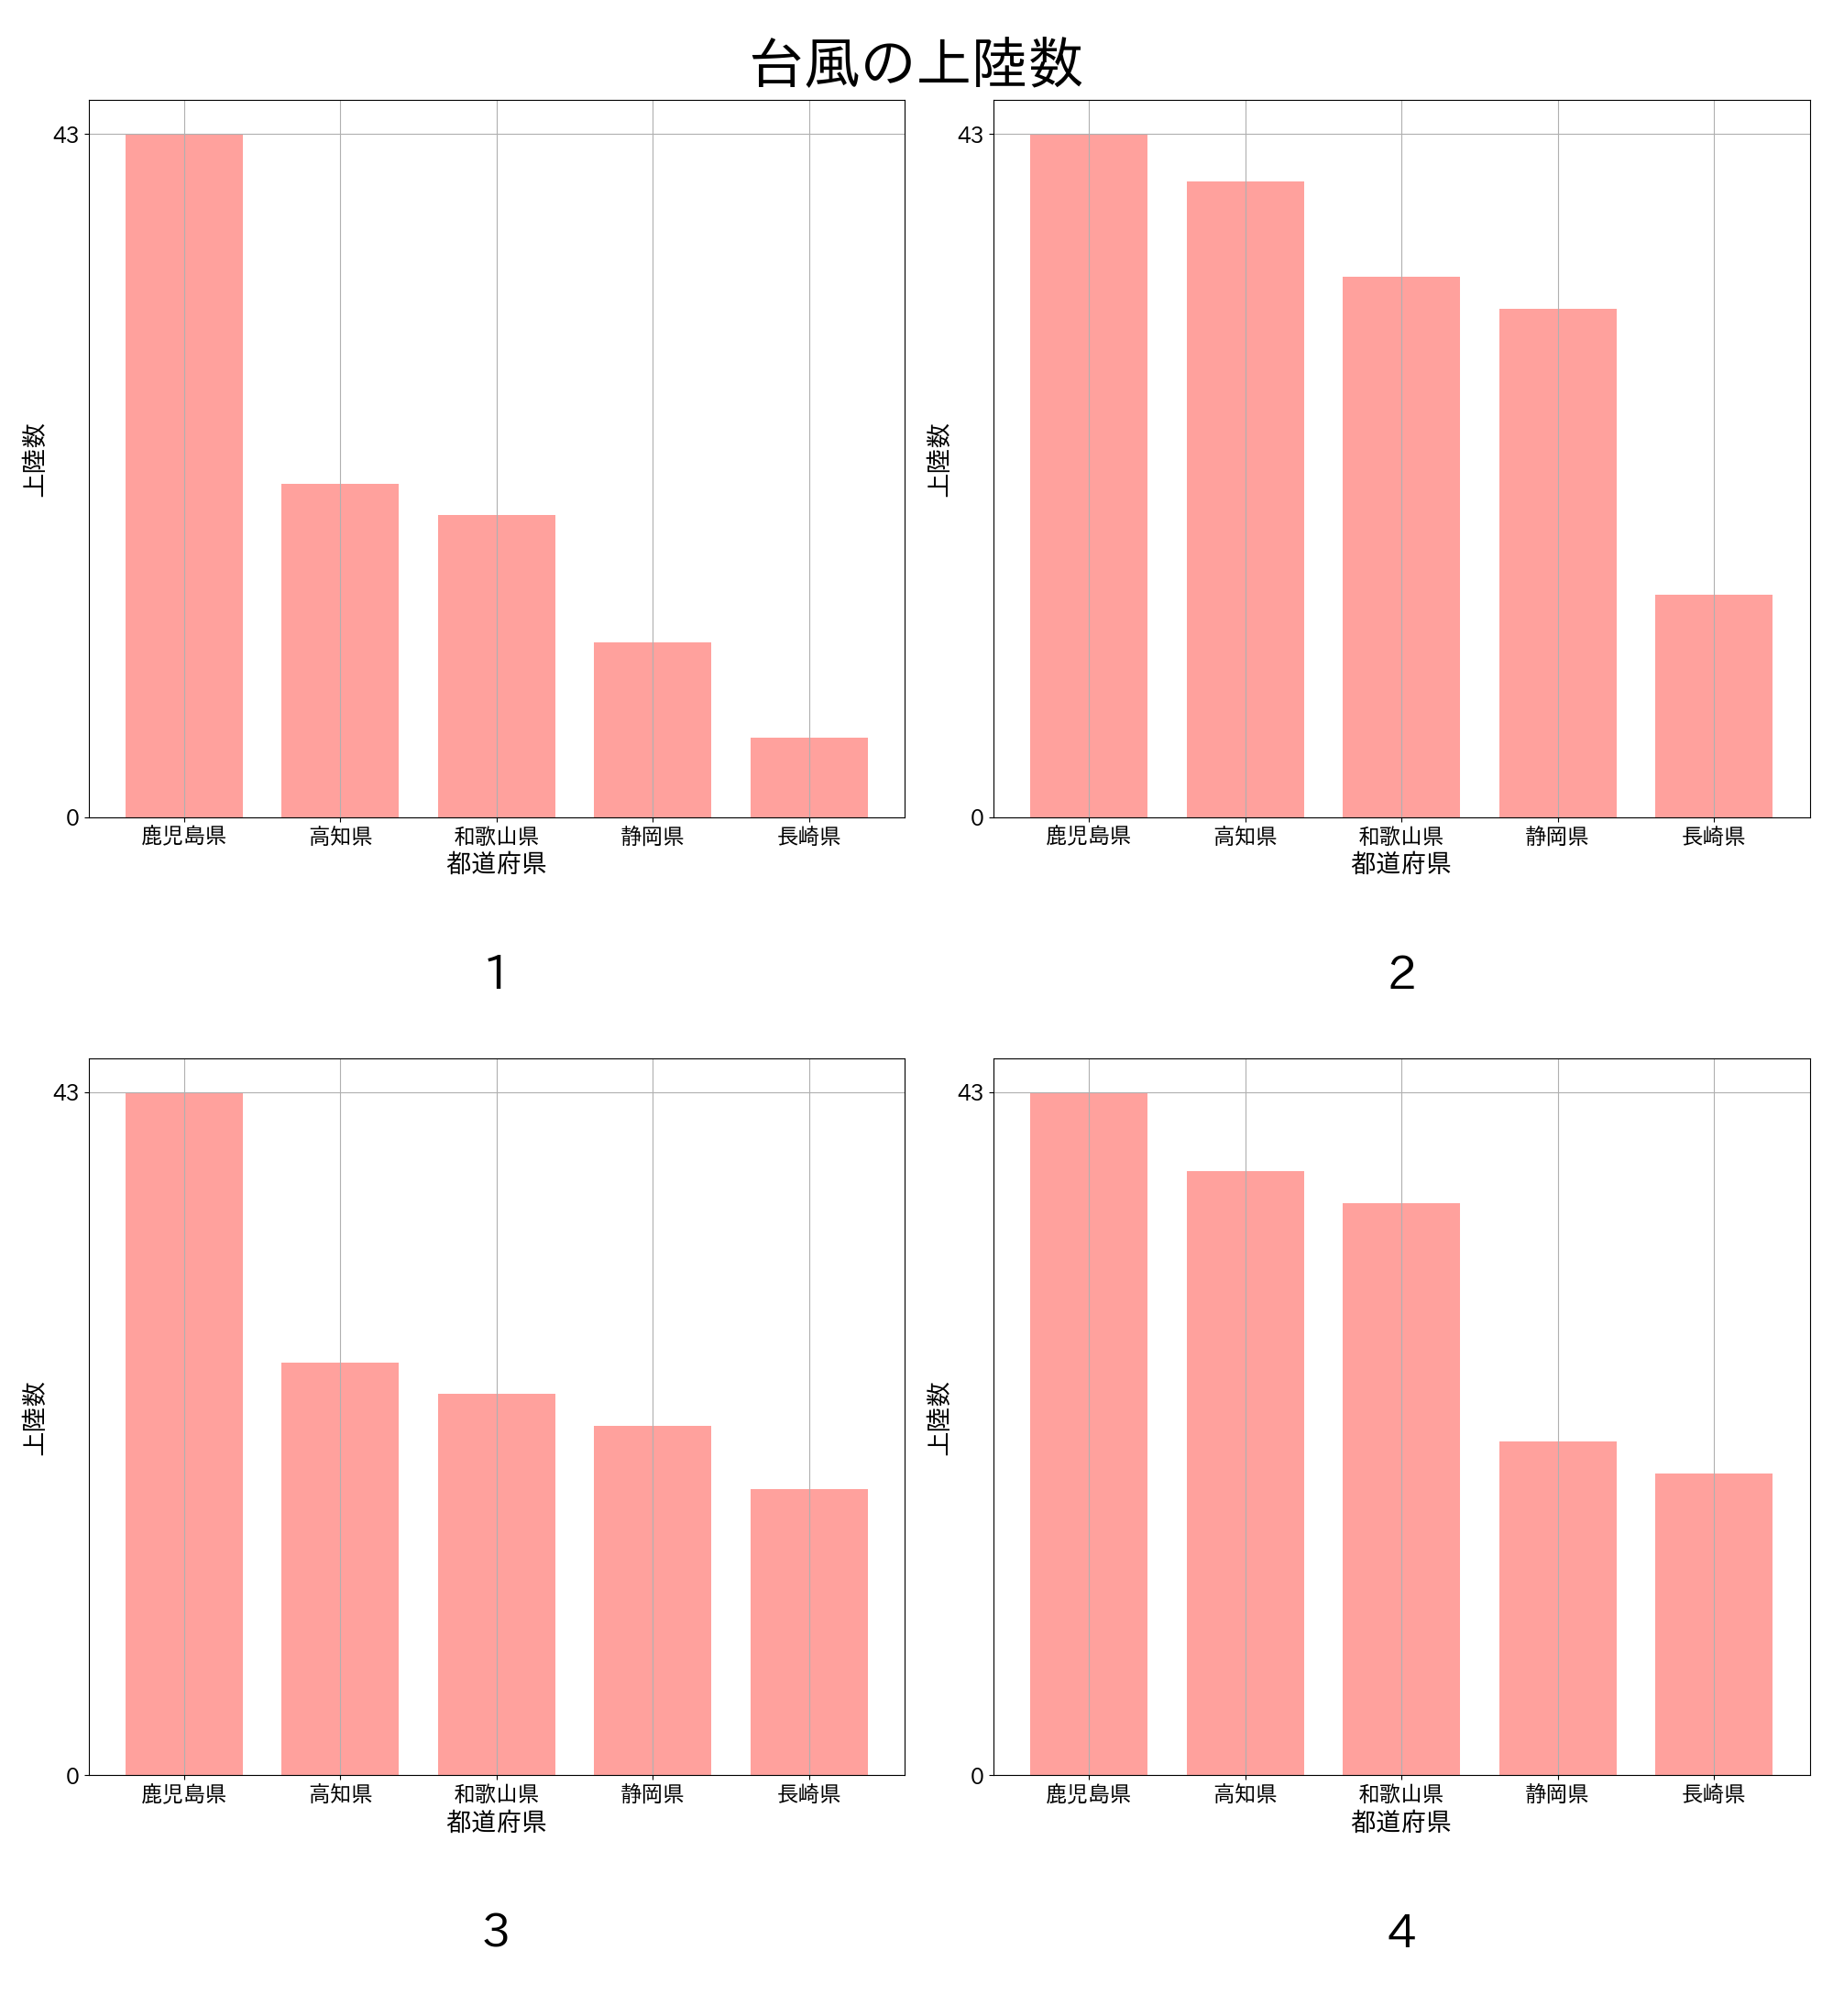 台風の上陸数
43
0
上陸数
鹿児島県 高知県 和歌山県 静岡県 長崎県
都道府県
1
43
0
上陸数
鹿児島県 高知県 和歌山県 静岡県 長崎県
都道府県
2
43
0
上陸数
鹿児島県 高知県 和歌山県 静岡県 長崎県
都道府県
3
43
0
上陸数
鹿児島県 高知県 和歌山県 静岡県 長崎県
都道府県
4